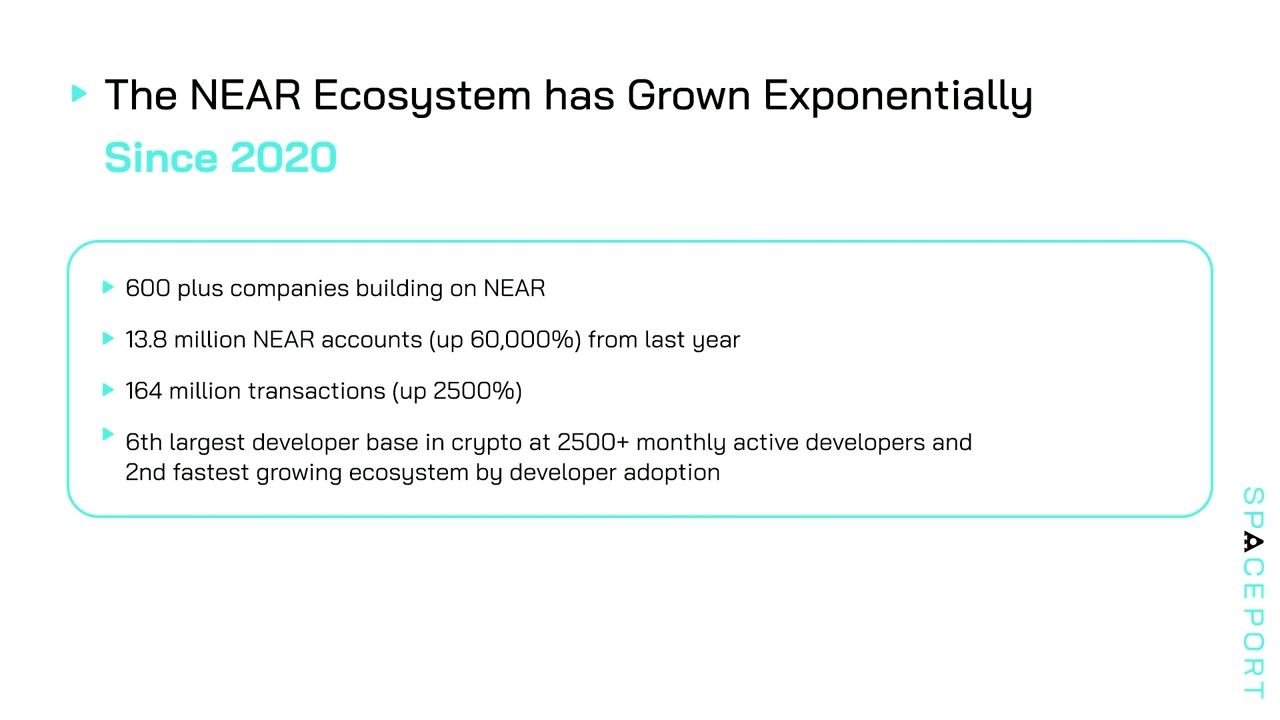 The NEAR Ecosystem has Grown Exponentially
Since 2020
600 plus companies building on NEAR
13.8 million NEAR accounts (up 60,000%) from last year
164 million transactions (up 2500%)
6th largest developer base in crypto at 2500+ monthly active developers and
2nd fastest growing ecosystem by developer adoption
SPACEPORT